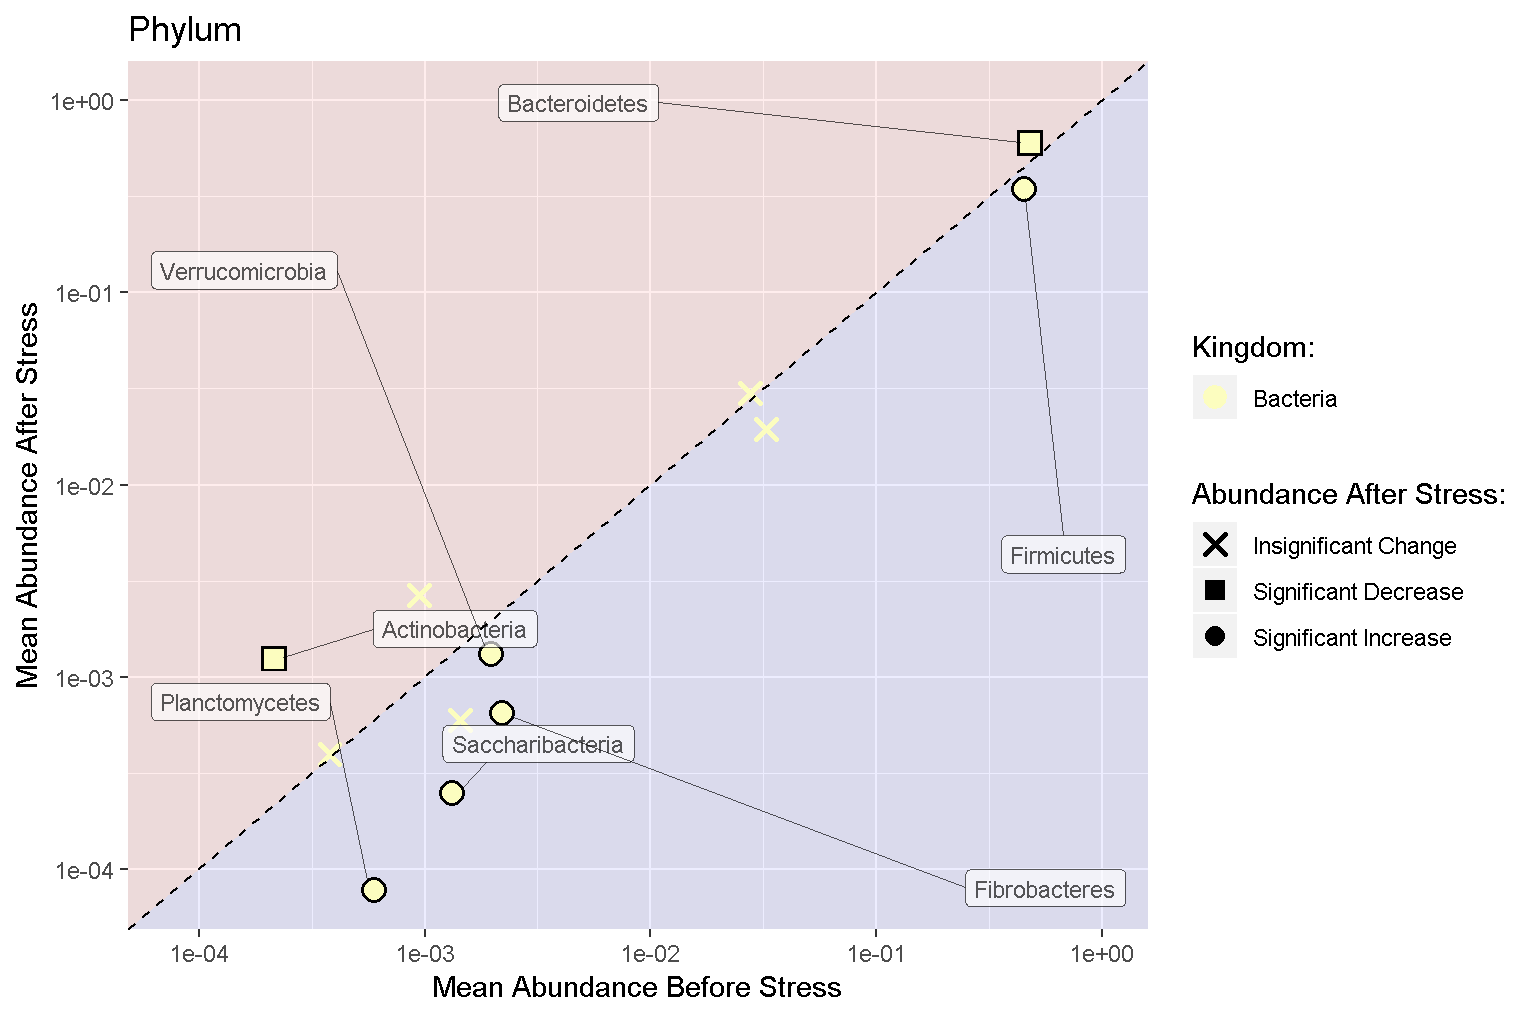 Phylum
Mean Abundance After Stress
1e+00
1e-01
1e-02
1e-03
1e-04
Bacteroidetes
Verrucomicrobia
Firmicutes
Actinobacteria
Planctomycetes
Saccharibacteria
Fibrobacteres
1e-04
1e-03
1e-02
1e-01
1e+00
Mean Abundance Before Stress
Kingdom:
Bacteria
Abundance After Stress:
Insignificant Change
Significant Decrease
Significant Increase